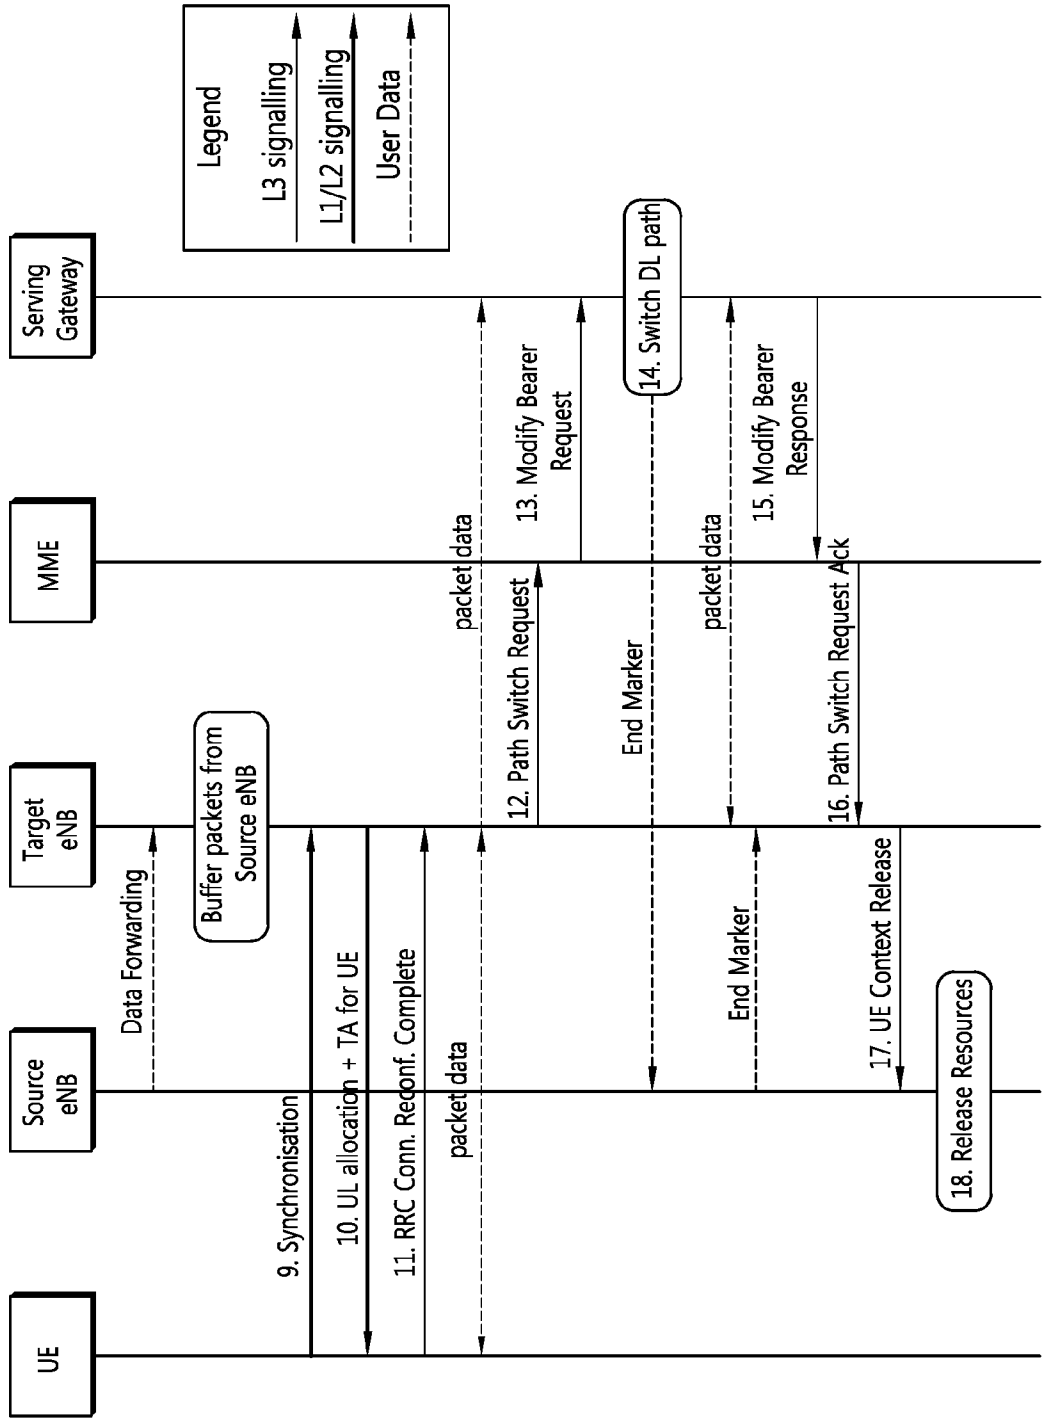 UE
Source
eNB
Target
eNB
MME
Serving
Gateway
Legend
L3 signalling
L1/L2 signalling
User Data
Data Forwarding
Buffer packets from
Source eNB
9. Synchronisation
10. UL allocation + TA for UE
11. RRC Conn. Reconf. Complete
packet data
packet data
12. Path Switch Request
13. Modify Bearer
Request
14. Switch DL path
End Marker
packet data
End Marker
15. Modify Bearer
Response
16. Path Switch Request Ack
17. UE Context Release
18. Release Resources